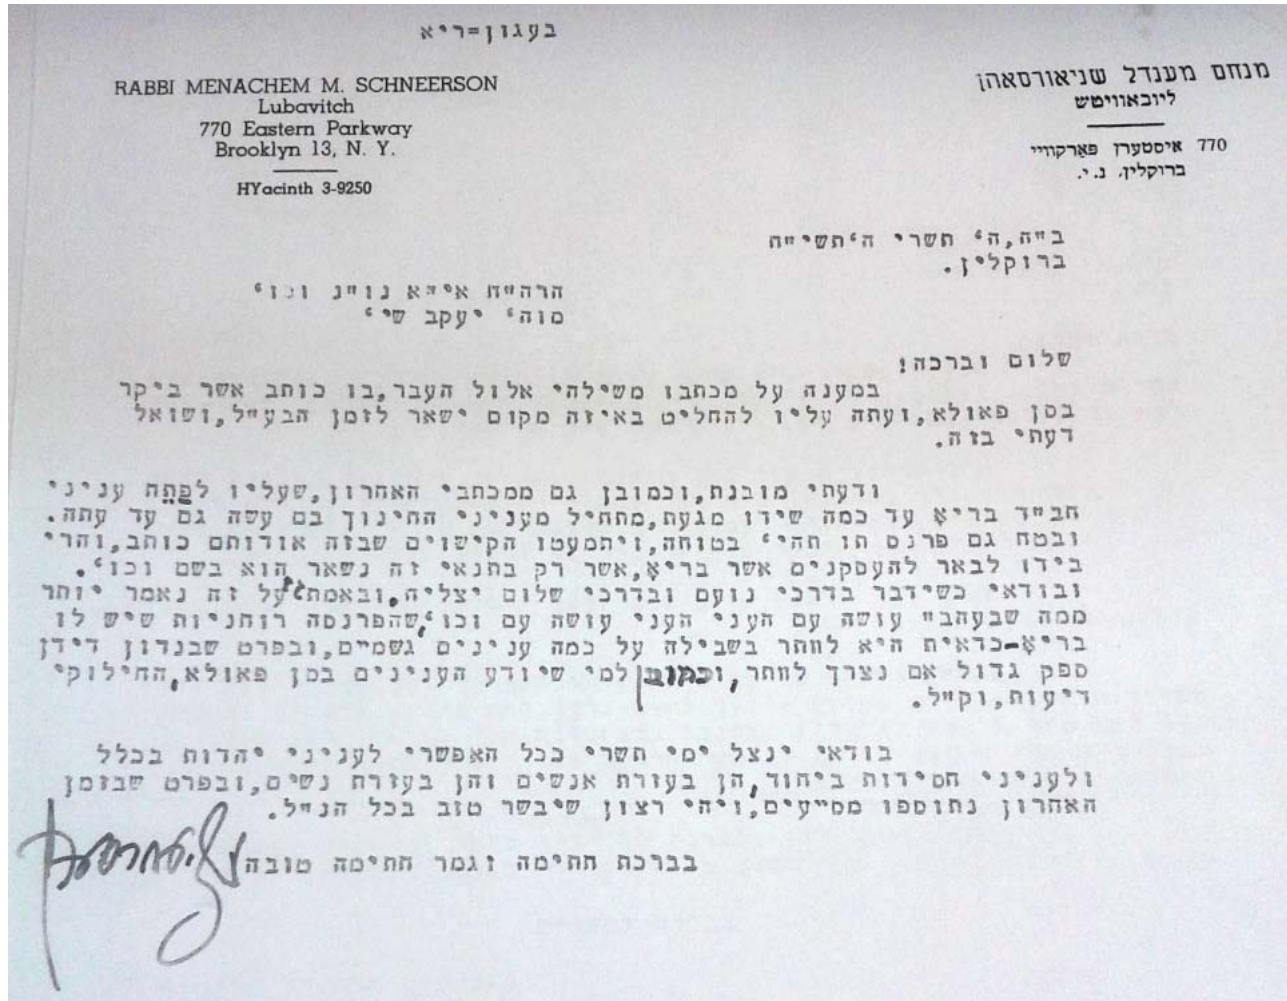 בעגון=ריא
RABBI MENACHEM M. SCHNEERSON
Lubavitch
770 Eastern Parkway
Brooklyn 13, N. Y.
HYacinth 3-9250
מנחם מענדל שניאורסאהן
ליובאוויטש
770 איסטערן פארקוויי
ברוקלין, נ. י.
ב"ה, ה' תשרי ה'תשי"ח
ברוקלין.
הרה"ח אי"א נו"נ וכו'
מוה' יעקב שי'
שלום וברכה!
במענה על מכתבו משילהי אלול העבר, בו כותב אשר ביקר
בסן פאולא, ועתה עליו להחליט באיזה מקום ישאר לזמן הבע"ל, ושואל
דעתי בזה.
ודעתי מובנת, וכמובן גם ממכתבי האחרון, שעליו לפתח עניני
חב"ד בריא עד כמה שידו מגעת, מתחיל מעניני החינוך בם עשה גם עד עתה.
ובטח גם פרנסתו תהי' בטוחה, ויתמעטו הקישוים שבזה אודותם כותב, והרי
בידו לבאר להעסקנים אשר בריא, אשר רק בתנאי זה נשאר הוא בשם וכו'.
ובודאי כשידבר בדרכי נועם ובדרכי שלום יצליח, ובאמת על זה נאמר יותר
ממה שבעהב"י עושה עם העני העני עושה עם וכו', שהפרנסה רוחניות שיש לו
בריא-כדאית היא לוותר בשבילה על כמה ענינים גשמיים, ובפרט שבנדון דידן
ספק גדול אם נצרך לוותר, וכמובן למי שיודע הענינים בסן פאולא, החילוקי
דיעות, וק"ל.
בודאי ינצל ימי תשרי ככל האפשרי לעניני יהדות בכלל
ולעניני חסידות ביחוד, הן בעזרת אנשים והן בעזרת נשים, ובפרט שבזמן
האחרון נתוספו מסייעים, ויהי רצון שיבשר טוב בכל הנ"ל.
בברכת חתימה וגמר חתימה טובה